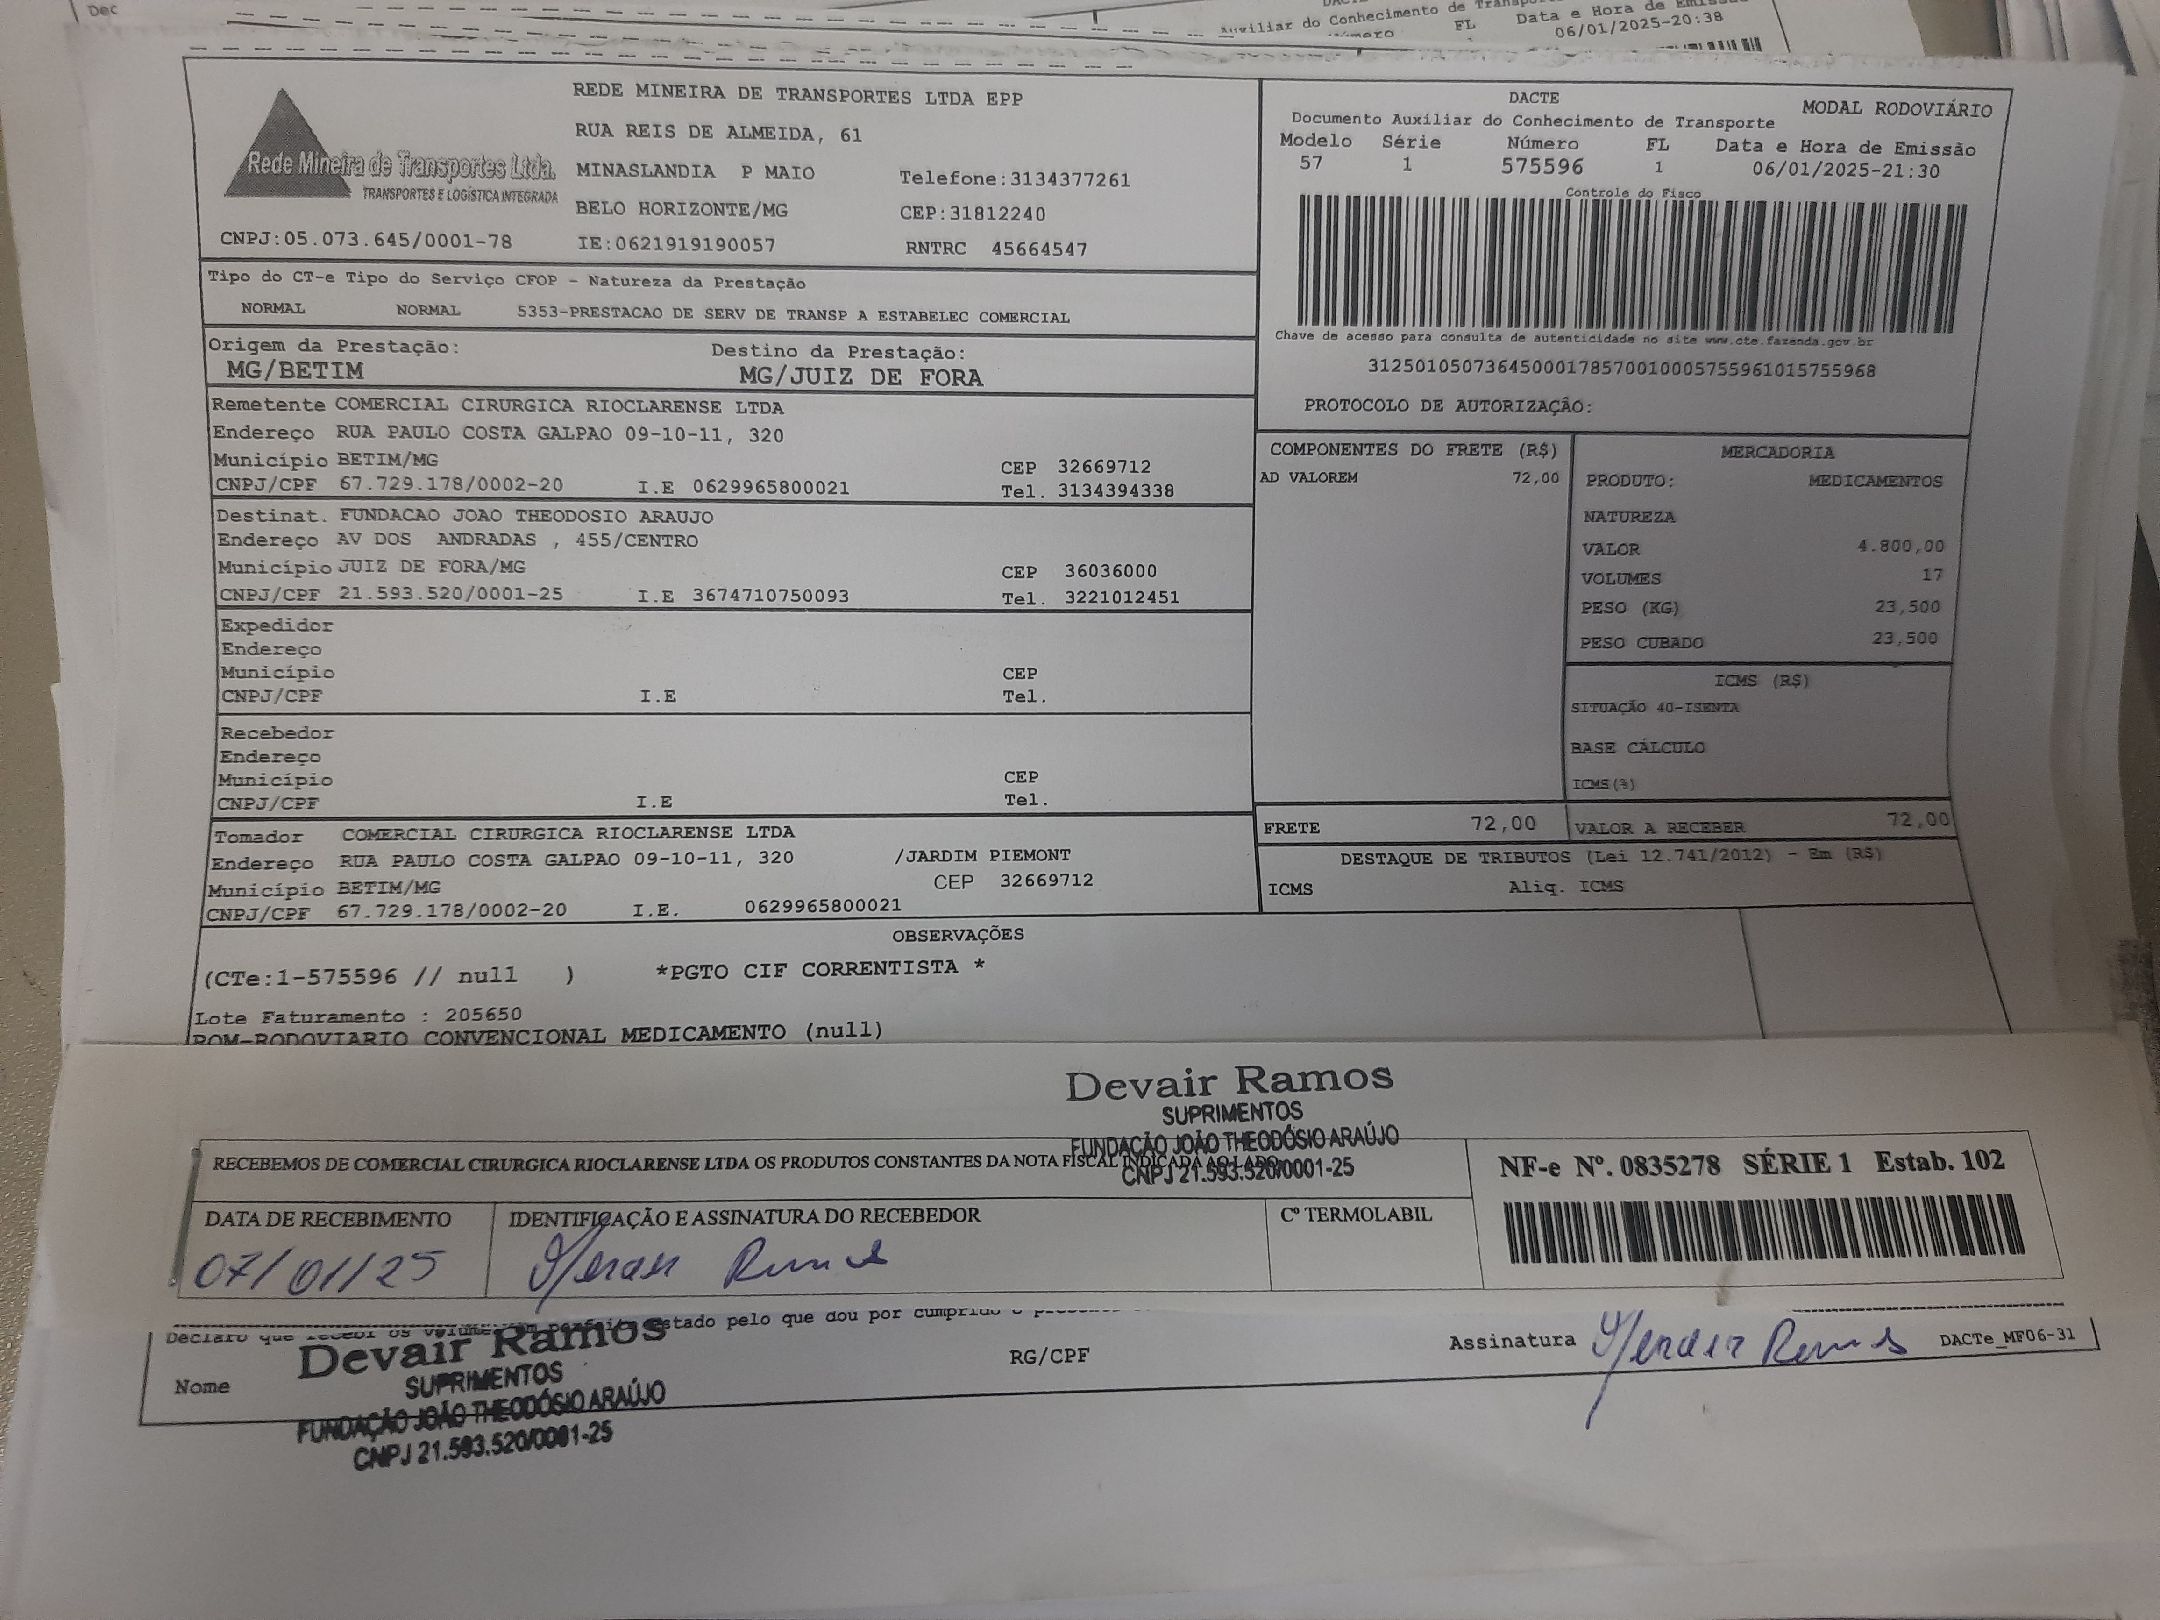 Dec
Auxiliar do Conhecimento de
FL
Data e Hora de
06/01/2025-20:38
Rede Mineira de Transportes Ltda.
TRANSPORTES E LOGÍSTICA INTEGRADA
REDE MINEIRA DE TRANSPORTES LTDA EPP
RUA REIS DE ALMEIDA, 61
MINASLANDIA P MAIO Telefone:3134377261
BELO HORIZONTE/MG CEP:31812240
CNPJ:05.073.645/0001-78 IE:0621919190057 RNTRC 45664547
DACTE MODAL RODOVIÁRIO
Documento Auxiliar do Conhecimento de Transporte
Modelo Série Número FL Data e Hora de Emissão
57 1 575596 1 06/01/2025-21:30
Controle do Fisco
Chave de acesso para consulta de autenticidade no site www.cte.fazenda.gov.br
31250105073645000178570010005755961015755968
PROTOCOLO DE AUTORIZAÇÃO:
Tipo do CT-e Tipo do Serviço CFOP - Natureza da Prestação
NORMAL NORMAL 5353-PRESTACAO DE SERV DE TRANSP A ESTABELEC COMERCIAL
Origem da Prestação: Destino da Prestação:
MG/BETIM MG/JUIZ DE FORA
Remetente COMERCIAL CIRURGICA RIOCLARENSE LTDA
Endereço RUA PAULO COSTA GALPAO 09-10-11, 320
Município BETIM/MG CEP 32669712
CNPJ/CPF 67.729.178/0002-20 I.E 0629965800021 Tel. 3134394338
Destinat. FUNDACAO JOAO THEODOSIO ARAUJO
Endereço AV DOS ANDRADAS , 455/CENTRO
Município JUIZ DE FORA/MG CEP 36036000
CNPJ/CPF 21.593.520/0001-25 I.E 3674710750093 Tel. 3221012451
Expedidor
Endereço
Município CEP
CNPJ/CPF I.E Tel.
Recebedor
Endereço
Município CEP
CNPJ/CPF I.E Tel.
Tomador COMERCIAL CIRURGICA RIOCLARENSE LTDA
Endereço RUA PAULO COSTA GALPAO 09-10-11, 320 /JARDIM PIEMONT
Município BETIM/MG CEP 32669712
CNPJ/CPF 67.729.178/0002-20 I.E. 0629965800021
COMPONENTES DO FRETE (R$)
AD VALOREM 72,00
MERCADORIA
PRODUTO: MEDICAMENTOS
NATUREZA
VALOR 4.800,00
VOLUMES 17
PESO (KG) 23,500
PESO CUBADO 23,500
ICMS (R$)
SITUAÇÃO 40-ISENTA
BASE CÁLCULO
ICMS(%)
FRETE 72,00 VALOR A RECEBER 72,00
DESTAQUE DE TRIBUTOS (Lei 12.741/2012) - Em (R$)
ICMS Aliq. ICMS
OBSERVAÇÕES
(CTe:1-575596 // null ) *PGTO CIF CORRENTISTA *
Lote Faturamento : 205650
ROM-RODOVIARIO CONVENCIONAL MEDICAMENTO (null)
Devair Ramos
SUPRIMENTOS
FUNDAÇÃO JOÃO THEODÓSIO ARAÚJO
CNPJ 21.593.520/0001-25
RECEBEMOS DE COMERCIAL CIRURGICA RIOCLARENSE LTDA OS PRODUTOS CONSTANTES DA NOTA FISCAL INDICADA AO LADO
NF-e Nº. 0835278 SÉRIE 1 Estab. 102
DATA DE RECEBIMENTO IDENTIFICAÇÃO E ASSINATURA DO RECEBEDOR Cº TERMOLABIL
07/01/25 Devair Ramos
Declaro que recebi os volumes em perfeito estado pelo que dou por cumprido o
Nome RG/CPF Assinatura Devair Ramos DACTe_MF06-31
Devair Ramos
SUPRIMENTOS
FUNDAÇÃO JOÃO THEODÓSIO ARAÚJO
CNPJ 21.593.520/0001-25